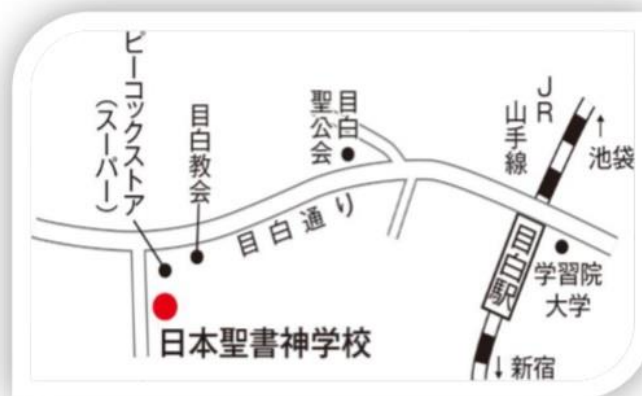 ピーコックストア
（スーパー）
目白教会
目白
聖公会
JR
山手線
↑
池袋
目白通り
目白駅
学習院
大学
日本聖書神学校
↓新宿